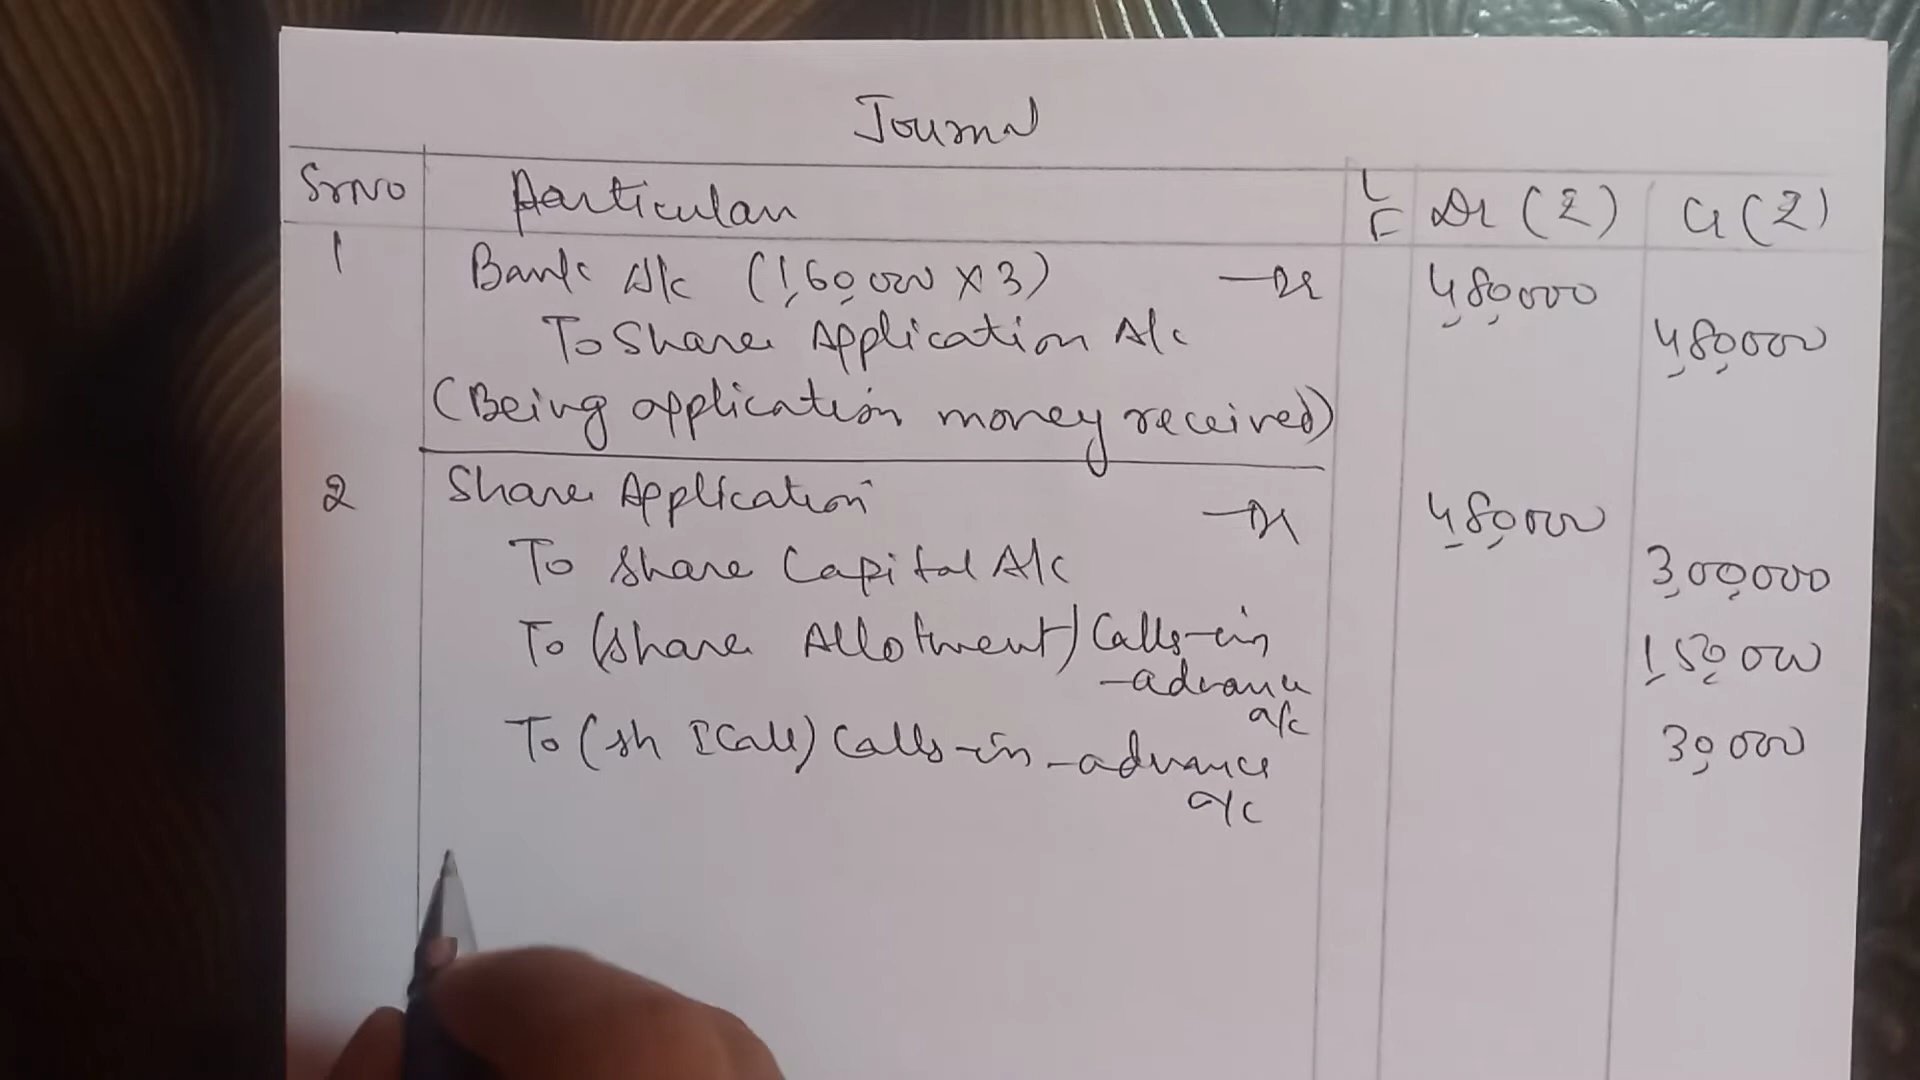 Journal
Sr No Particular L F Dr (₹) Cr (₹)
1 Bank A/c (1,60,000 X 3) —Dr 4,80,000
To Share Application A/c 4,80,000
(Being application money received)
2 Share Application —Dr 4,80,000
To Share Capital A/c 3,00,000
To (Share Allotment) Calls-in 1,50,000
-advance
a/c
To (sh I Call) Calls-in-advance 30,000
a/c